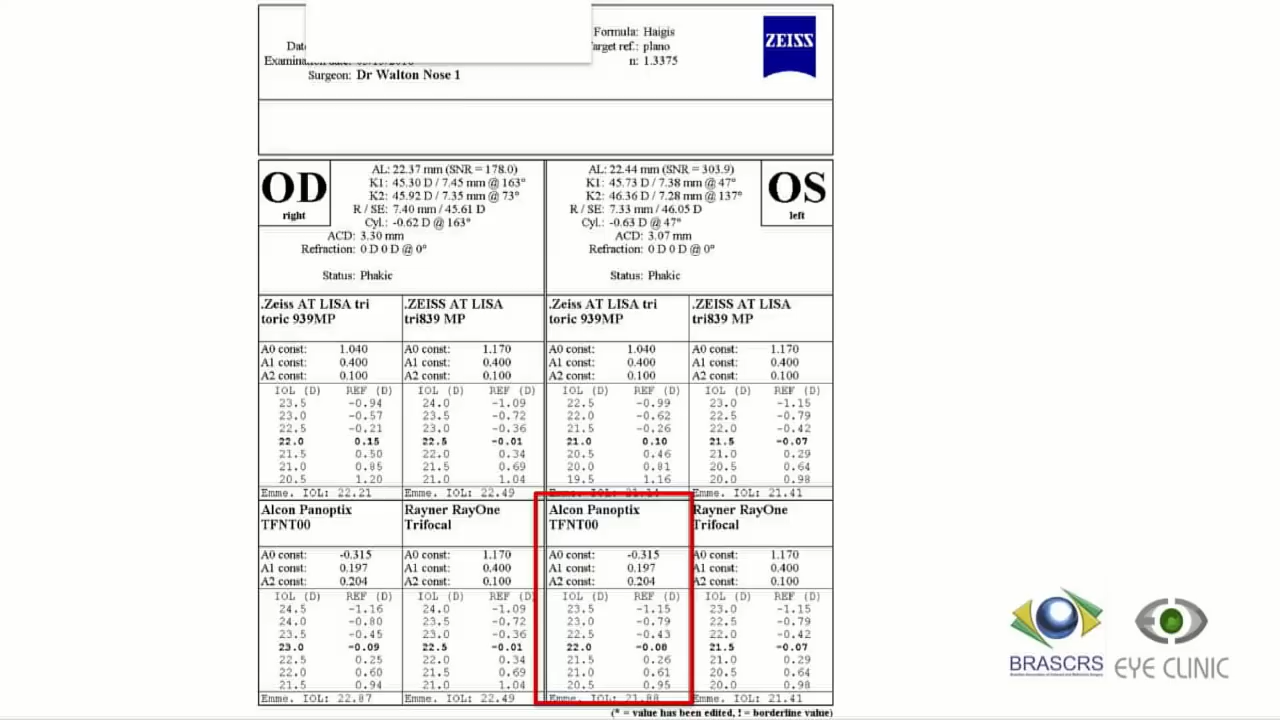 Formula: Haigis
Target ref.: plano
n: 1.3375
ZEISS
Surgeon: Dr Walton Nose 1
OD
right
AL: 22.37 mm (SNR = 178.0)
K1: 45.30 D / 7.45 mm @ 163°
K2: 45.92 D / 7.35 mm @ 73°
R / SE: 7.40 mm / 45.61 D
Cyl.: -0.62 D @ 163°
ACD: 3.30 mm
Refraction: 0 D 0 D @ 0°
Status: Phakic
AL: 22.44 mm (SNR = 303.9)
K1: 45.73 D / 7.38 mm @ 47°
K2: 46.36 D / 7.28 mm @ 137°
R / SE: 7.33 mm / 46.05 D
Cyl.: -0.63 D @ 47°
ACD: 3.07 mm
Refraction: 0 D 0 D @ 0°
Status: Phakic
OS
left
.Zeiss AT LISA tri
toric 939MP
A0 const: 1.040
A1 const: 0.400
A2 const: 0.100
IOL (D) REF (D)
23.5 -0.94
23.0 -0.57
22.5 -0.21
22.0 0.15
21.5 0.50
21.0 0.85
20.5 1.20
Emme. IOL: 22.21
.ZEISS AT LISA
tri839 MP
A0 const: 1.170
A1 const: 0.400
A2 const: 0.100
IOL (D) REF (D)
24.0 -1.09
23.5 -0.72
23.0 -0.36
22.5 -0.01
22.0 0.34
21.5 0.69
21.0 1.04
Emme. IOL: 22.49
.Zeiss AT LISA tri
toric 939MP
A0 const: 1.040
A1 const: 0.400
A2 const: 0.100
IOL (D) REF (D)
22.5 -0.99
22.0 -0.62
21.5 -0.26
21.0 0.10
20.5 0.46
20.0 0.81
19.5 1.16
Emme. IOL:
.ZEISS AT LISA
tri839 MP
A0 const: 1.170
A1 const: 0.400
A2 const: 0.100
IOL (D) REF (D)
23.0 -1.15
22.5 -0.79
22.0 -0.42
21.5 -0.07
21.0 0.29
20.5 0.64
20.0 0.98
Emme. IOL: 21.41
Alcon Panoptix
TFNT00
A0 const: -0.315
A1 const: 0.197
A2 const: 0.204
IOL (D) REF (D)
24.5 -1.16
24.0 -0.80
23.5 -0.45
23.0 -0.09
22.5 0.25
22.0 0.60
21.5 0.94
Emme. IOL: 22.87
Rayner RayOne
Trifocal
A0 const: 1.170
A1 const: 0.400
A2 const: 0.100
IOL (D) REF (D)
24.0 -1.09
23.5 -0.72
23.0 -0.36
22.5 -0.01
22.0 0.34
21.5 0.69
21.0 1.04
Emme. IOL: 22.49
Alcon Panoptix
TFNT00
A0 const: -0.315
A1 const: 0.197
A2 const: 0.204
IOL (D) REF (D)
23.5 -1.15
23.0 -0.79
22.5 -0.43
22.0 -0.08
21.5 0.26
21.0 0.61
20.5 0.95
Emme. IOL: 21.88
Rayner RayOne
Trifocal
A0 const: 1.170
A1 const: 0.400
A2 const: 0.100
IOL (D) REF (D)
23.0 -1.15
22.5 -0.79
22.0 -0.42
21.5 -0.07
21.0 0.29
20.5 0.64
20.0 0.98
Emme. IOL: 21.41
(* = value has been edited, ! = borderline value)
BRASCRS
EYE CLINIC